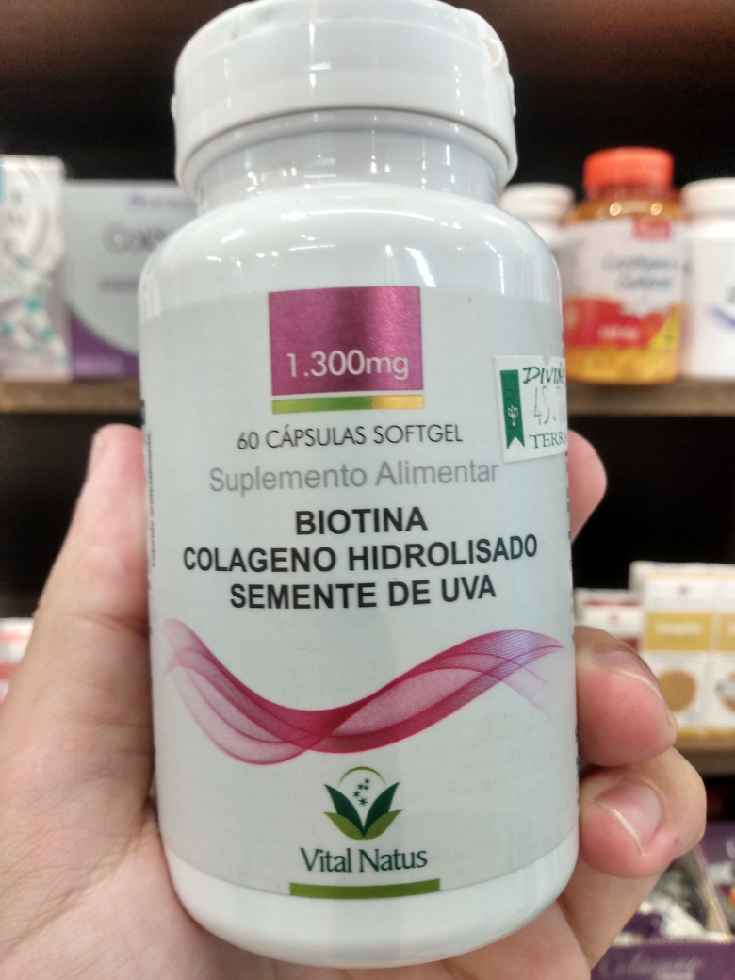 1.300mg
60 CÁPSULAS SOFTGEL
Suplemento Alimentar
BIOTINA
COLAGENO HIDROLISADO
SEMENTE DE UVA
Vital Natus